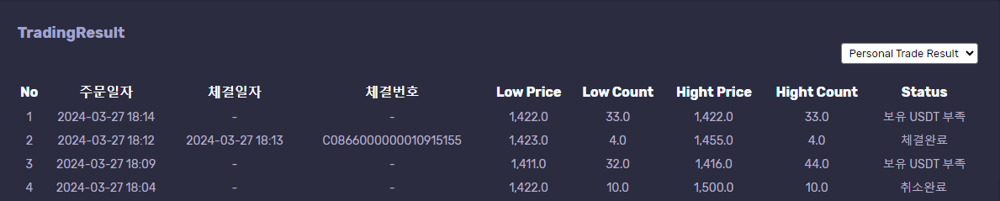 TradingResult
Personal Trade Result
No 주문일자 체결일자 체결번호 Low Price Low Count Hight Price Hight Count Status
1 2024-03-27 18:14 - - 1,422.0 33.0 1,422.0 33.0 보유 USDT 부족
2 2024-03-27 18:12 2024-03-27 18:13 C0866000000010915155 1,423.0 4.0 1,455.0 4.0 체결완료
3 2024-03-27 18:09 - - 1,411.0 32.0 1,416.0 44.0 보유 USDT 부족
4 2024-03-27 18:04 - - 1,422.0 10.0 1,500.0 10.0 취소완료